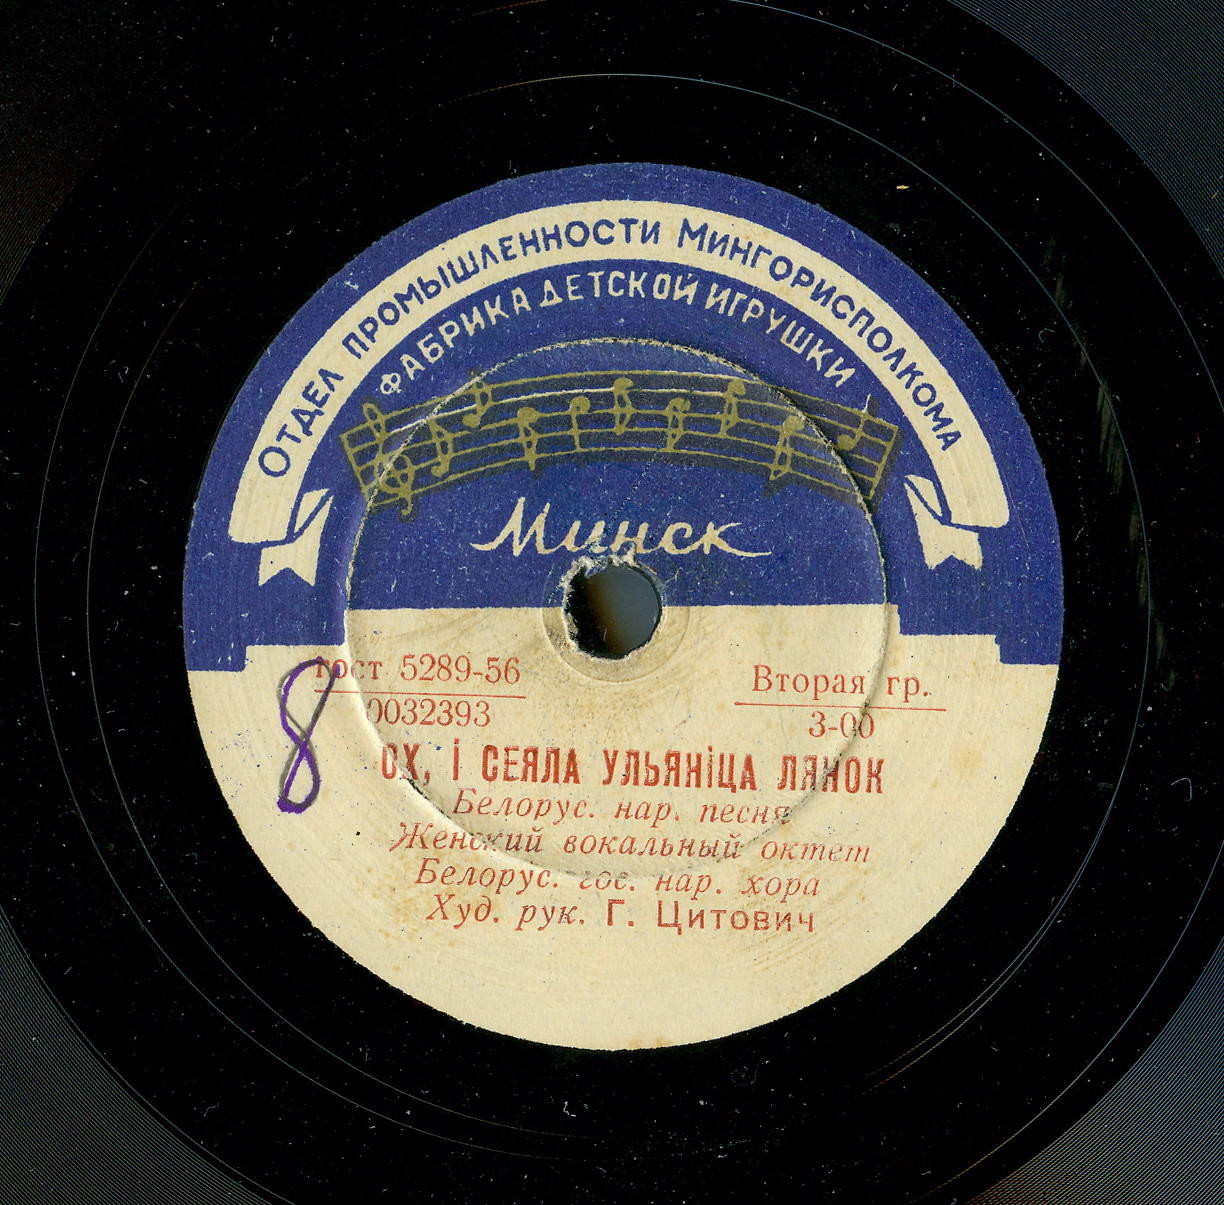 Отдел промышленности Мингорисполкома
Фабрика детской игрушки
Минск
Гост 5289-56
0032393
Вторая гр.
3-00
8
ОХ, І СЕЯЛА УЛЬЯНІЦА ЛЯНОК
Белорус. нар. песня
Женский вокальный октет
Белорус. гос. нар. хора
Худ. рук. Г. Цитович